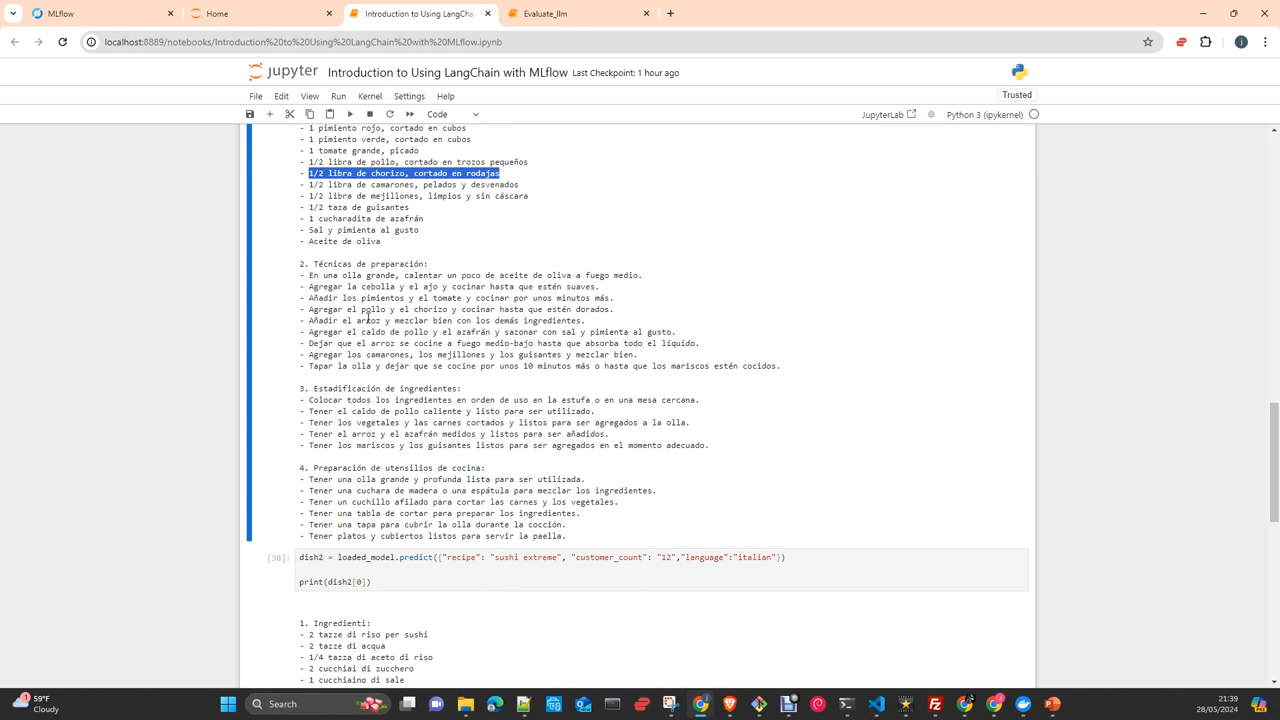 MLflow
Home
Introduction to Using LangCha
Evaluate_llm
localhost:8889/notebooks/Introduction%20to%20Using%20LangChain%20with%20MLflow.ipynb
jupyter
Introduction to Using LangChain with MLflow
Last Checkpoint: 1 hour ago
File
Edit
View
Run
Kernel
Settings
Help
Trusted
Code
JupyterLab
Python 3 (ipykernel)
- 1 pimiento rojo, cortado en cubos
- 1 pimiento verde, cortado en cubos
- 1 tomate grande, picado
- 1/2 libra de pollo, cortado en trozos pequeños
- 1/2 libra de chorizo, cortado en rodajas
- 1/2 libra de camarones, pelados y desvenados
- 1/2 libra de mejillones, limpios y sin cáscara
- 1/2 taza de guisantes
- 1 cucharadita de azafrán
- Sal y pimienta al gusto
- Aceite de oliva
2. Técnicas de preparación:
- En una olla grande, calentar un poco de aceite de oliva a fuego medio.
- Agregar la cebolla y el ajo y cocinar hasta que estén suaves.
- Añadir los pimientos y el tomate y cocinar por unos minutos más.
- Agregar el pollo y el chorizo y cocinar hasta que estén dorados.
- Añadir el arroz y mezclar bien con los demás ingredientes.
- Agregar el caldo de pollo y el azafrán y sazonar con sal y pimienta al gusto.
- Dejar que el arroz se cocine a fuego medio-bajo hasta que absorba todo el líquido.
- Agregar los camarones, los mejillones y los guisantes y mezclar bien.
- Tapar la olla y dejar que se cocine por unos 10 minutos más o hasta que los mariscos estén cocidos.
3. Estadificación de ingredientes:
- Colocar todos los ingredientes en orden de uso en la estufa o en una mesa cercana.
- Tener el caldo de pollo caliente y listo para ser utilizado.
- Tener los vegetales y las carnes cortados y listos para ser agregados a la olla.
- Tener el arroz y el azafrán medidos y listos para ser añadidos.
- Tener los mariscos y los guisantes listos para ser agregados en el momento adecuado.
4. Preparación de utensilios de cocina:
- Tener una olla grande y profunda lista para ser utilizada.
- Tener una cuchara de madera o una espátula para mezclar los ingredientes.
- Tener un cuchillo afilado para cortar las carnes y los vegetales.
- Tener una tabla de cortar para preparar los ingredientes.
- Tener una tapa para cubrir la olla durante la cocción.
- Tener platos y cubiertos listos para servir la paella.
[38]:
dish2 = loaded_model.predict({"recipe": "sushi extreme", "customer_count": "12","language":"italian"})
print(dish2[0])
1. Ingredienti:
- 2 tazze di riso per sushi
- 2 tazze di acqua
- 1/4 tazza di aceto di riso
- 2 cucchiai di zucchero
- 1 cucchiaino di sale
59°F
Cloudy
Search
21:39
28/05/2024